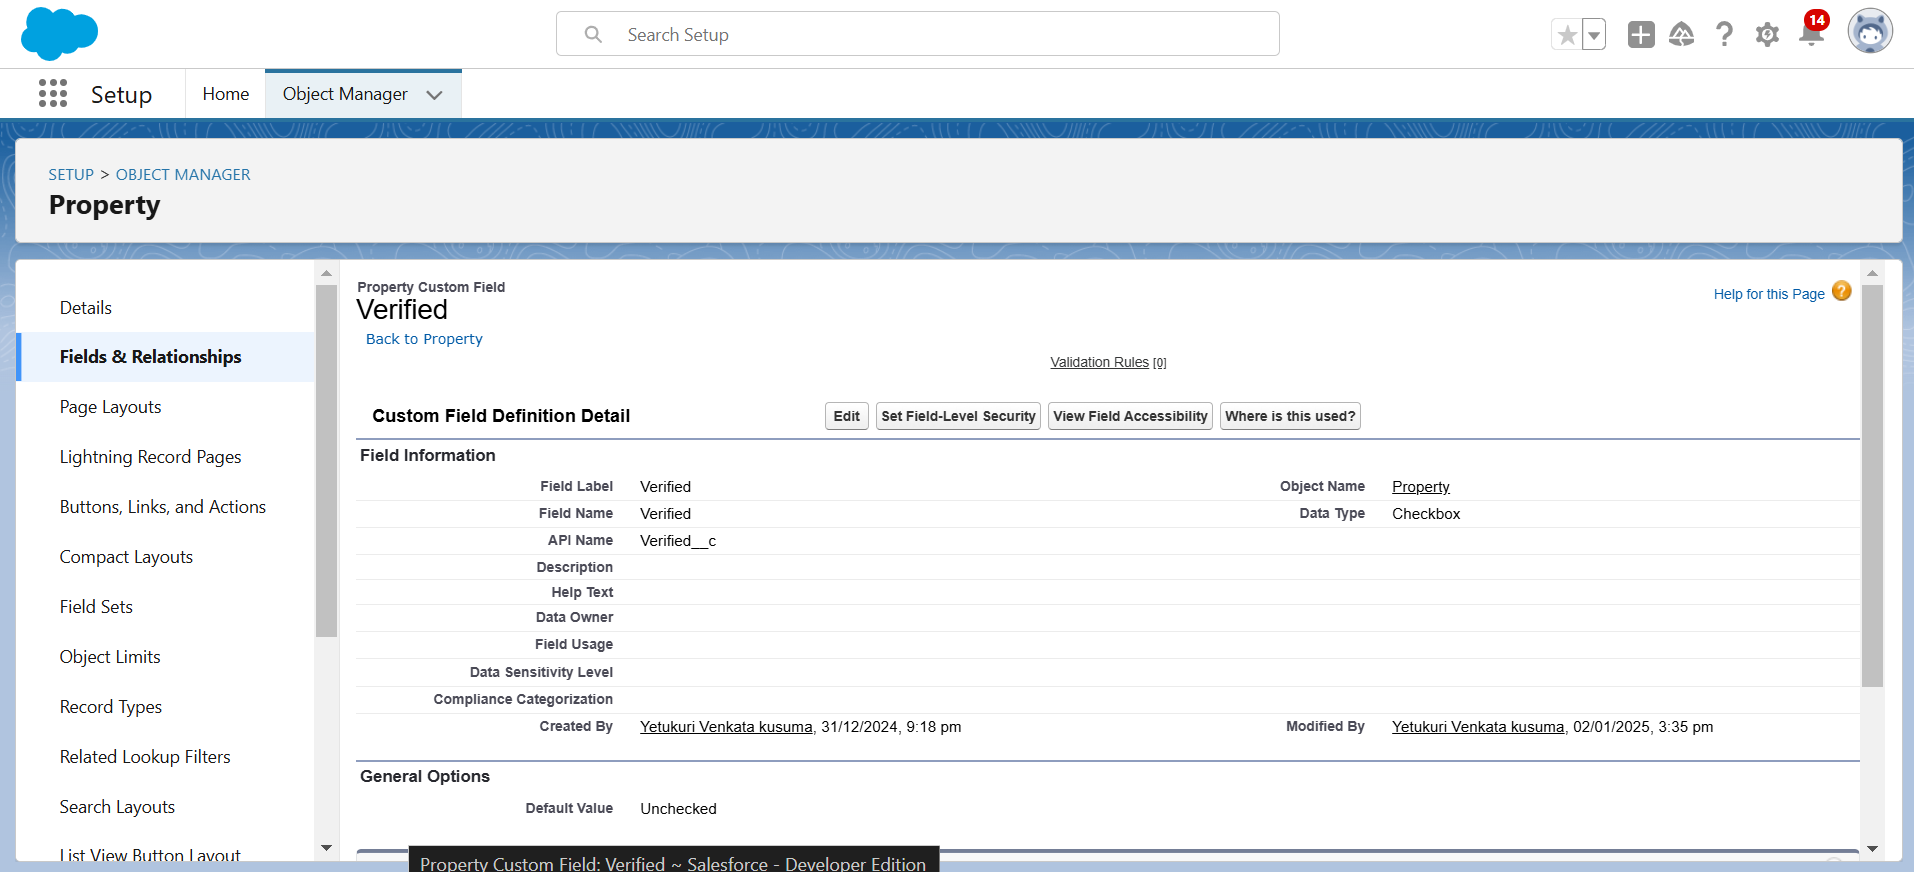 Search Setup
14
Setup
Home
Object Manager
SETUP > OBJECT MANAGER
Property
Details
Fields & Relationships
Page Layouts
Lightning Record Pages
Buttons, Links, and Actions
Compact Layouts
Field Sets
Object Limits
Record Types
Related Lookup Filters
Search Layouts
List View Button Layout
Property Custom Field
Verified
Back to Property
Help for this Page ?
Validation Rules [0]
Custom Field Definition Detail
Edit
Set Field-Level Security
View Field Accessibility
Where is this used?
Field Information
Field Label Verified
Object Name Property
Field Name Verified
Data Type Checkbox
API Name Verified__c
Description
Help Text
Data Owner
Field Usage
Data Sensitivity Level
Compliance Categorization
Created By Yetukuri Venkata kusuma, 31/12/2024, 9:18 pm
Modified By Yetukuri Venkata kusuma, 02/01/2025, 3:35 pm
General Options
Default Value Unchecked
Property Custom Field: Verified ~ Salesforce - Developer Edition